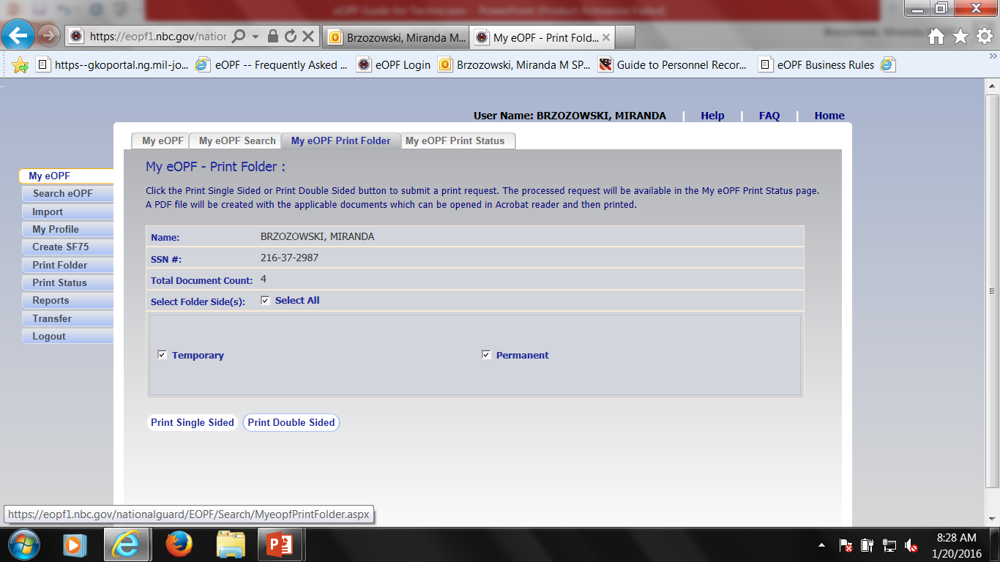 eOPF Guide for Technicians - PowerPoint (Product Activation Failed)
https://eopf1.nbc.gov/nation
Brzozowski, Miranda M...
My eOPF - Print Fold...
https--gkoportal.ng.mil-jo...
eOPF -- Frequently Asked ...
eOPF Login
Brzozowski, Miranda M SP...
Guide to Personnel Recor...
eOPF Business Rules
User Name: BRZOZOWSKI, MIRANDA | Help | FAQ | Home
My eOPF
My eOPF Search
My eOPF Print Folder
My eOPF Print Status
My eOPF
Search eOPF
Import
My Profile
Create SF75
Print Folder
Print Status
Reports
Transfer
Logout
My eOPF - Print Folder :
Click the Print Single Sided or Print Double Sided button to submit a print request. The processed request will be available in the My eOPF Print Status page.
A PDF file will be created with the applicable documents which can be opened in Acrobat reader and then printed.
Name: BRZOZOWSKI, MIRANDA
SSN #: 216-37-2987
Total Document Count: 4
Select Folder Side(s): Select All
Temporary
Permanent
Print Single Sided
Print Double Sided
https://eopf1.nbc.gov/nationalguard/EOPF/Search/MyeopfPrintFolder.aspx
8:28 AM
1/20/2016